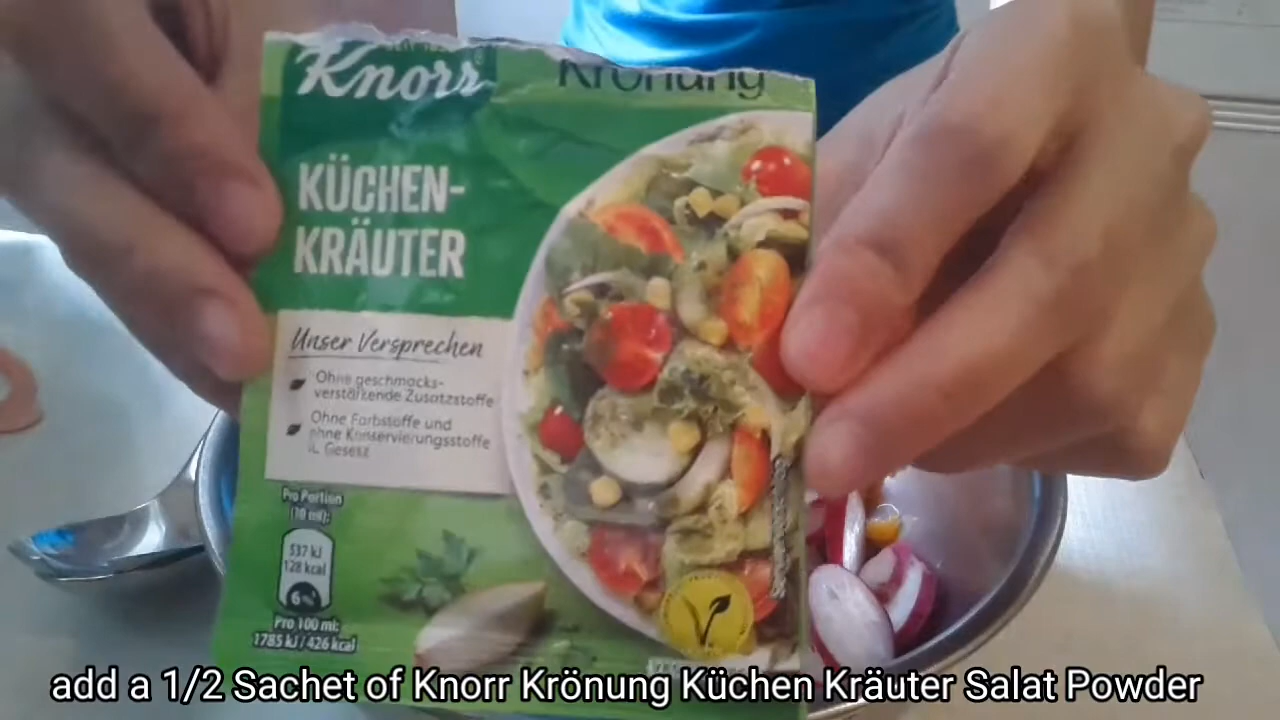 Knorr
Krönung
KÜCHEN-
KRÄUTER
Unser Versprechen
Ohne geschmacks-
verstärkende Zusatzstoffe
Ohne Farbstoffe und
ohne Konservierungsstoffe
lt. Gesetz
Pro Portion
537 kJ
128 kcal
6%
Pro 100 ml:
1785 kJ / 426 kcal
add a 1/2 Sachet of Knorr Krönung Küchen Kräuter Salat Powder